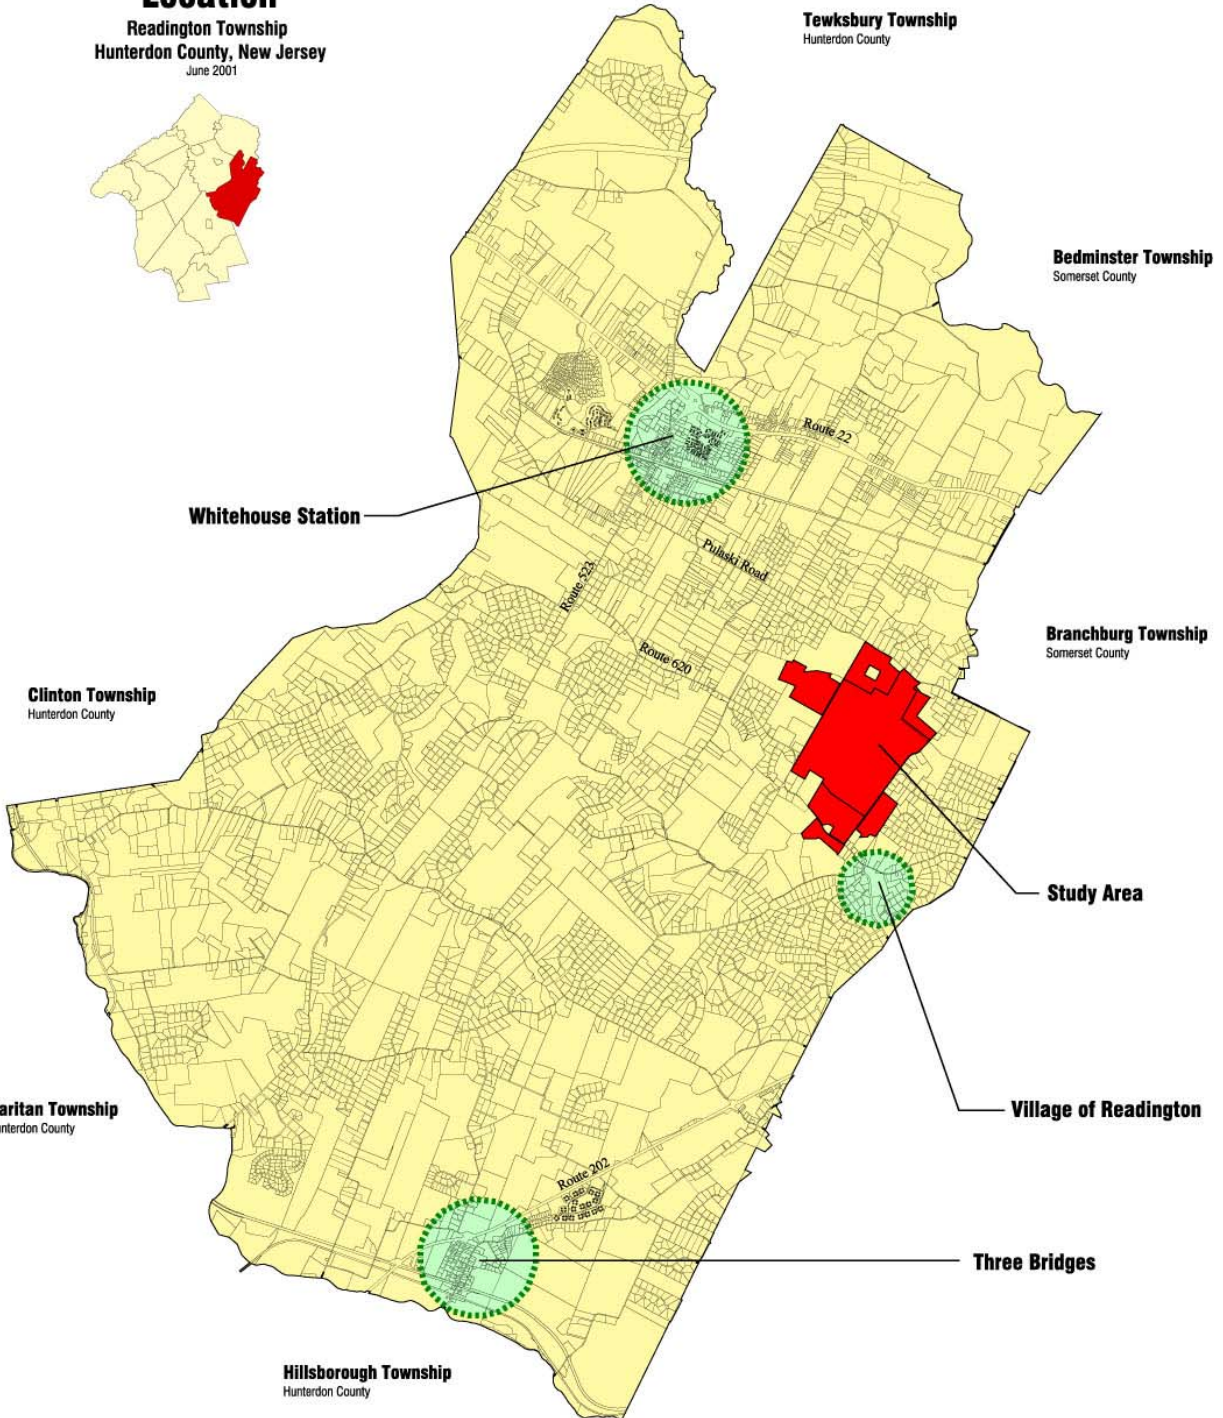 Location
Readington Township
Hunterdon County, New Jersey
June 2001
Tewksbury Township
Hunterdon County
Bedminster Township
Somerset County
Route 22
Whitehouse Station
Pulaski Road
Route 523
Route 620
Branchburg Township
Somerset County
Clinton Township
Hunterdon County
Study Area
aritan Township
unterdon County
Village of Readington
Route 202
Three Bridges
Hillsborough Township
Hunterdon County